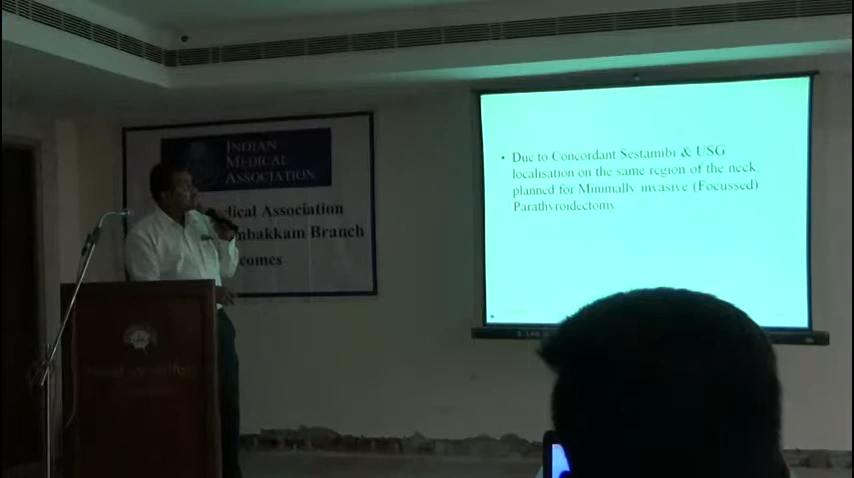 INDIAN
MEDICAL
ASSOCIATION
dical Association
mbakkam Branch
comes
• Due to Concordant Sestamibi & USG
localisation on the same region of the neck,
planned for Minimally invasive (Focussed)
Parathyroidectomy